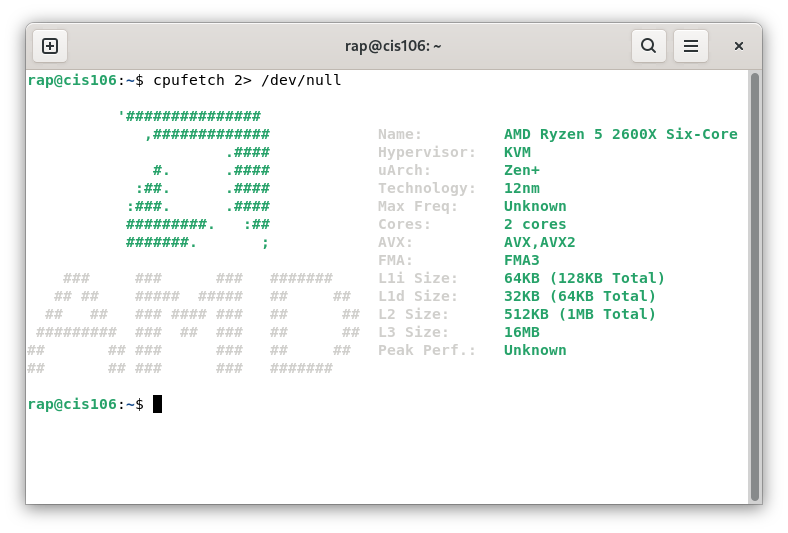 rap@cis106: ~
rap@cis106:~$ cpufetch 2> /dev/null
'###############
,#############            Name:         AMD Ryzen 5 2600X Six-Core
.####            Hypervisor:   KVM
#.      .####            uArch:        Zen+
:##.      .####            Technology:   12nm
:###.      .####            Max Freq:     Unknown
#########.   :##            Cores:        2 cores
#######.       ;            AVX:          AVX,AVX2
FMA:          FMA3
###     ###      ###   #######     L1i Size:     64KB (128KB Total)
## ##    #####  #####   ##     ##   L1d Size:     32KB (64KB Total)
##   ##   ### #### ###   ##      ##  L2 Size:      512KB (1MB Total)
#########  ###  ##  ###   ##      ##  L3 Size:      16MB
##       ## ###      ###   ##     ##   Peak Perf.:   Unknown
##       ## ###      ###   #######
rap@cis106:~$